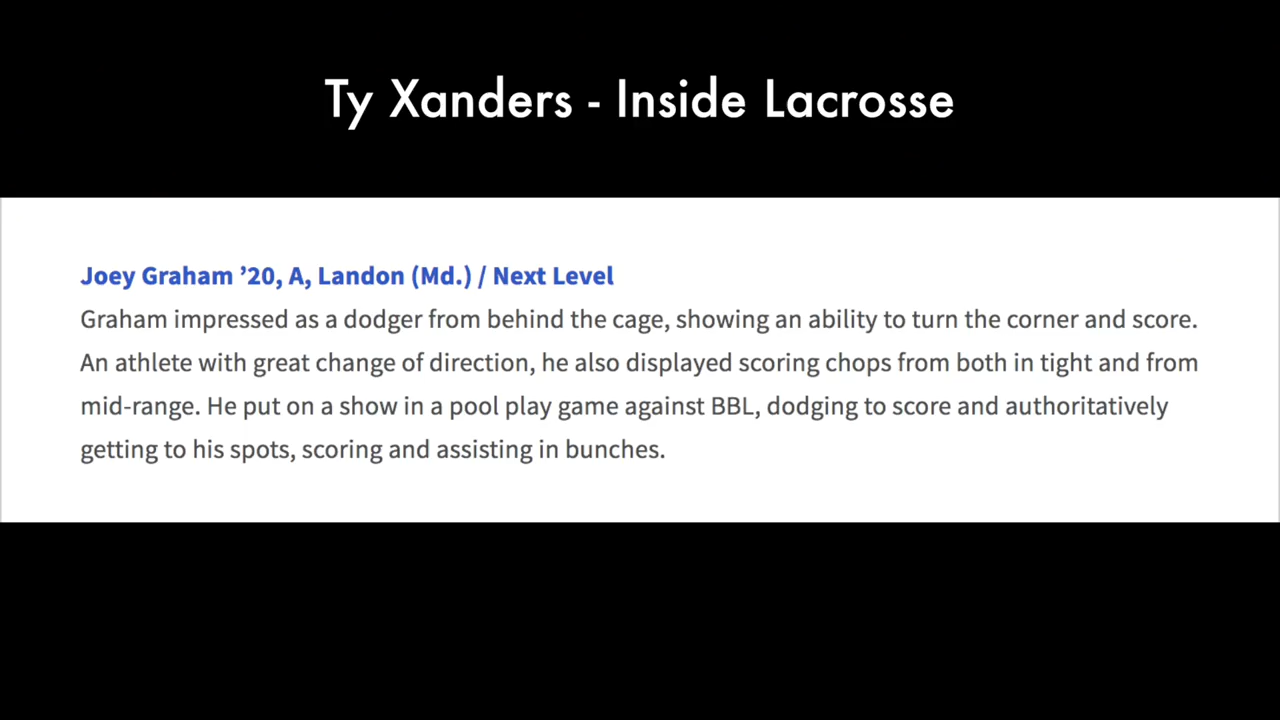 Ty Xanders - Inside Lacrosse
Joey Graham ’20, A, Landon (Md.) / Next Level
Graham impressed as a dodger from behind the cage, showing an ability to turn the corner and score.
An athlete with great change of direction, he also displayed scoring chops from both in tight and from
mid-range. He put on a show in a pool play game against BBL, dodging to score and authoritatively
getting to his spots, scoring and assisting in bunches.